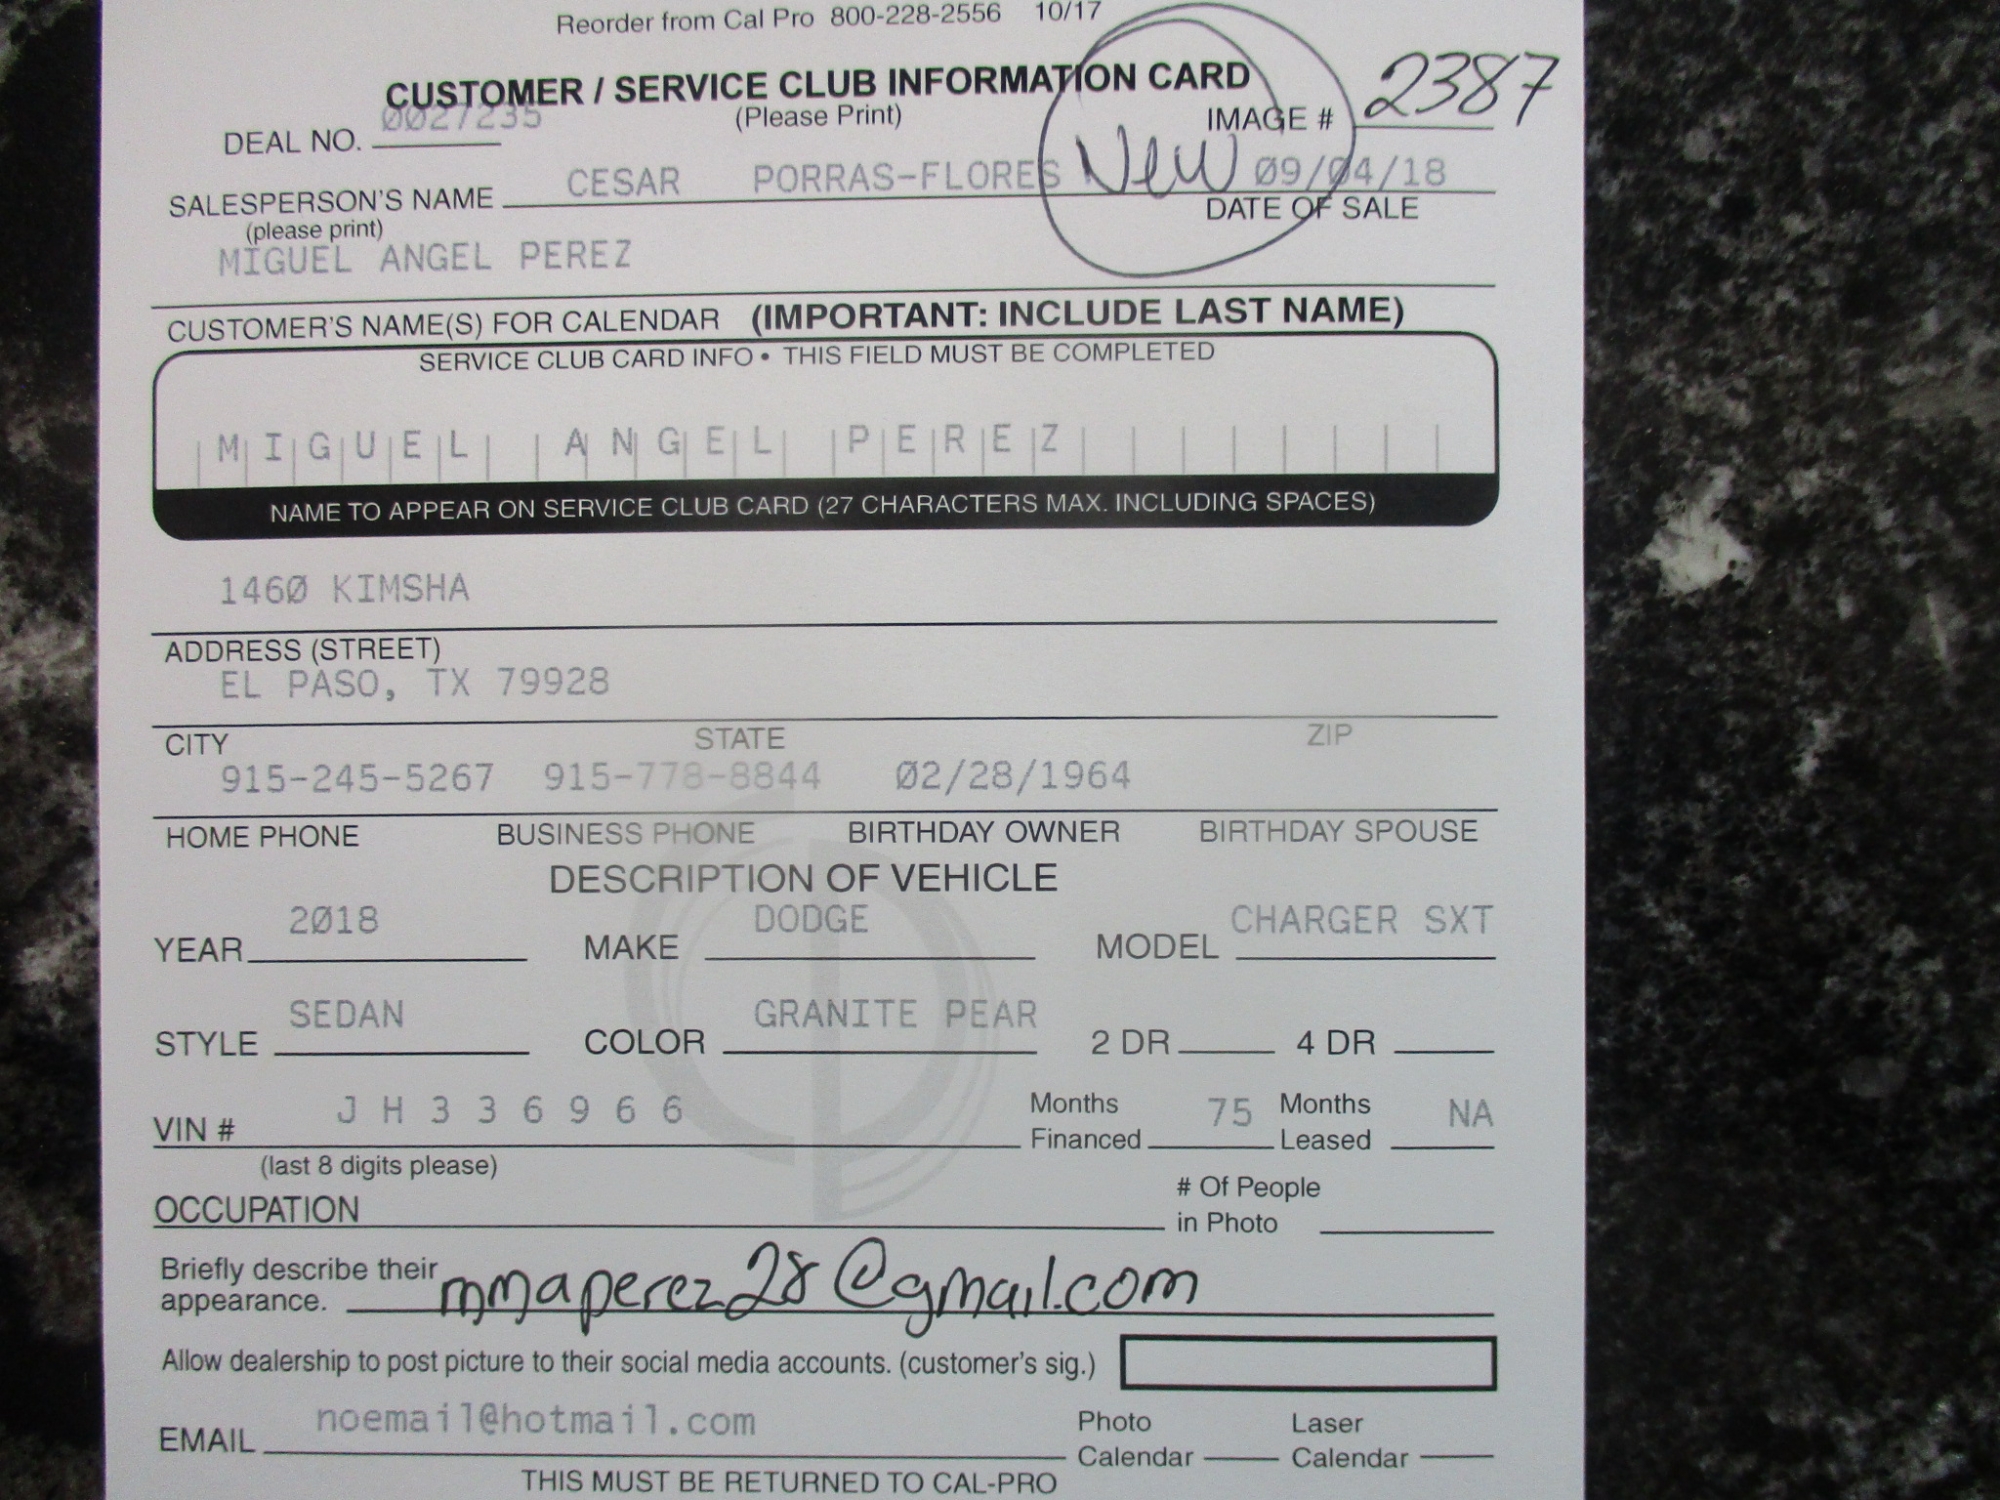 Reorder from Cal Pro 800-228-2556 10/17
CUSTOMER / SERVICE CLUB INFORMATION CARD
(Please Print)
DEAL NO. 0027235
IMAGE # 2387
New
SALESPERSON'S NAME CESAR PORRAS-FLORES 09/04/18
(please print)
DATE OF SALE
MIGUEL ANGEL PEREZ
CUSTOMER'S NAME(S) FOR CALENDAR (IMPORTANT: INCLUDE LAST NAME)
SERVICE CLUB CARD INFO • THIS FIELD MUST BE COMPLETED
MIGUEL ANGEL PEREZ
NAME TO APPEAR ON SERVICE CLUB CARD (27 CHARACTERS MAX. INCLUDING SPACES)
1460 KIMSHA
ADDRESS (STREET)
EL PASO, TX 79928
CITY STATE ZIP
915-245-5267 915-778-8844 02/28/1964
HOME PHONE BUSINESS PHONE BIRTHDAY OWNER BIRTHDAY SPOUSE
DESCRIPTION OF VEHICLE
YEAR 2018 MAKE DODGE MODEL CHARGER SXT
STYLE SEDAN COLOR GRANITE PEAR 2 DR 4 DR
VIN # JH336966 Months Financed 75 Months Leased NA
(last 8 digits please)
OCCUPATION # Of People in Photo
Briefly describe their appearance. mmaperez28@gmail.com
Allow dealership to post picture to their social media accounts. (customer's sig.)
EMAIL noemail@hotmail.com Photo Calendar Laser Calendar
THIS MUST BE RETURNED TO CAL-PRO